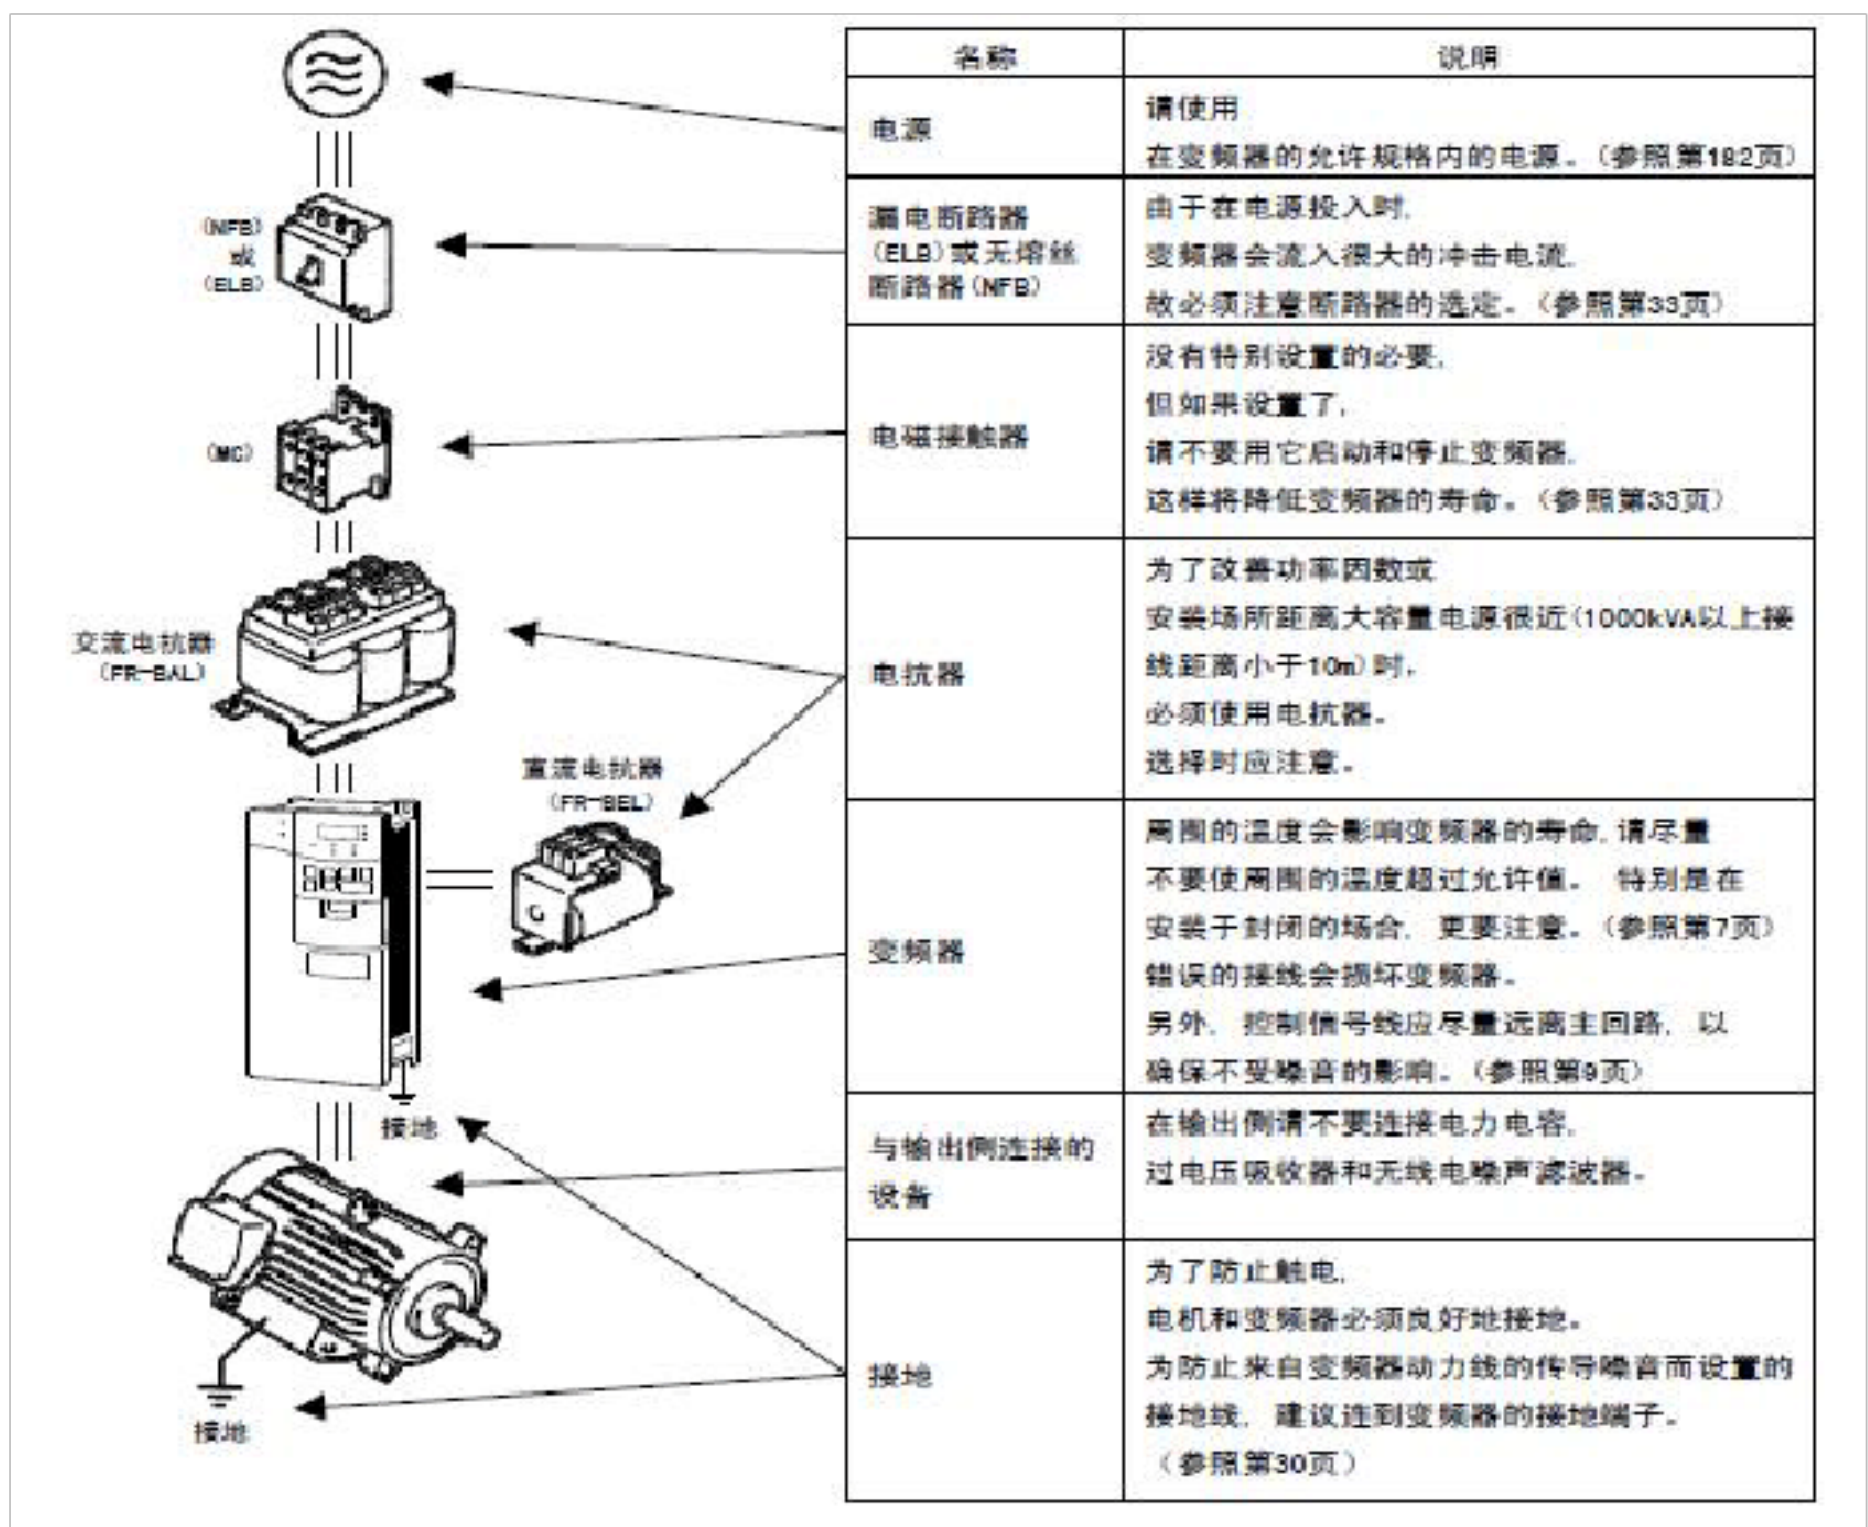 (NFB)
或
(ELB)
(MC)
交流电抗器
(FR-BAL)
直流电抗器
(FR-BEL)
接地
接地
名称
说明
电源
请使用
在变频器的允许规格内的电源。(参照第182页)
漏电断路器
(ELB)或无熔丝
断路器(NFB)
由于在电源投入时,
变频器会流入很大的冲击电流,
故必须注意断路器的选定。(参照第33页)
电磁接触器
没有特别设置的必要,
但如果设置了,
请不要用它启动和停止变频器,
这样将降低变频器的寿命。(参照第33页)
电抗器
为了改善功率因数或
安装场所距离大容量电源很近(1000kVA以上接
线距离小于10m)时,
必须使用电抗器。
选择时应注意。
变频器
周围的温度会影响变频器的寿命,请尽量
不要使周围的温度超过允许值。 特别是在
安装于封闭的场合, 更要注意。(参照第7页)
错误的接线会损坏变频器。
另外, 控制信号线应尽量远离主回路, 以
确保不受噪音的影响。(参照第9页)
与输出侧连接的
设备
在输出侧请不要连接电力电容,
过电压吸收器和无线电噪声滤波器。
接地
为了防止触电,
电机和变频器必须良好地接地。
为防止来自变频器动力线的传导噪音而设置的
接地线, 建议连到变频器的接地端子。
(参照第30页)